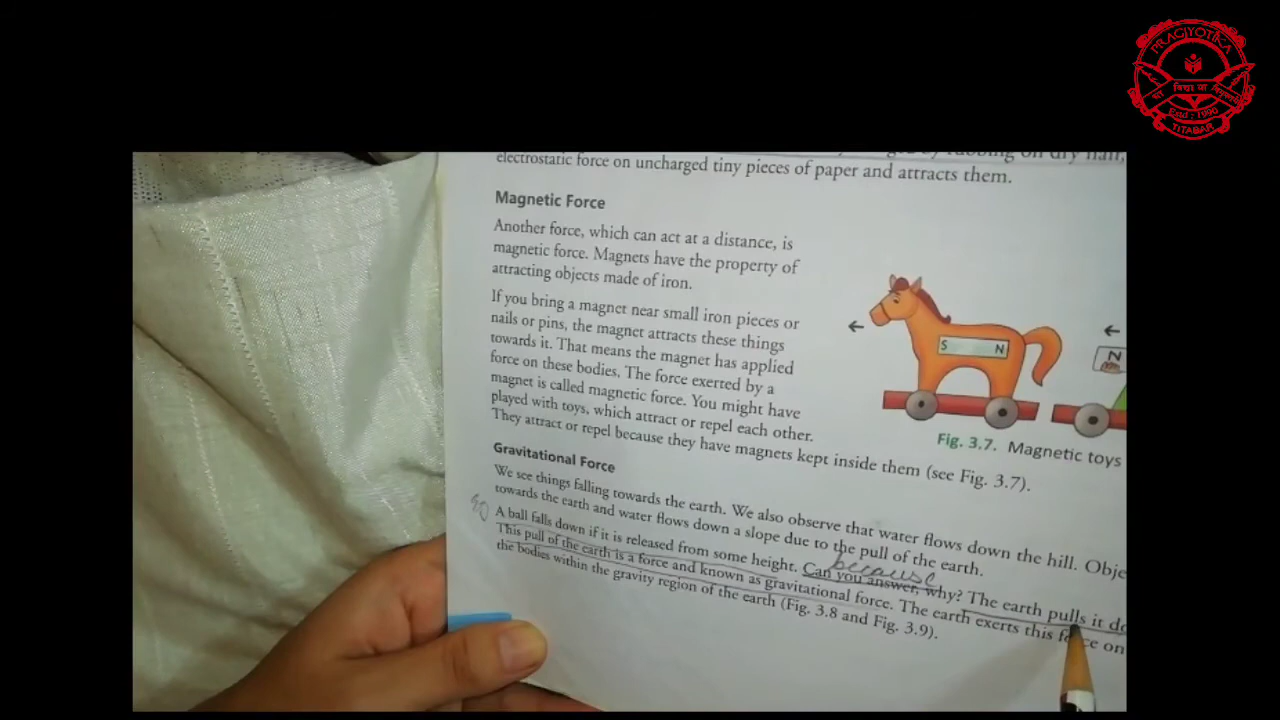 PRAGJYOTIKA
Estd : 1990
TITABAR
electrostatic force on uncharged tiny pieces of paper and attracts them.
Magnetic Force
Another force, which can act at a distance, is
magnetic force. Magnets have the property of
attracting objects made of iron.
If you bring a magnet near small iron pieces or
nails or pins, the magnet attracts these things
towards it. That means the magnet has applied
force on these bodies. The force exerted by a
magnet is called magnetic force. You might have
played with toys, which attract or repel each other.
They attract or repel because they have magnets kept inside them (see Fig. 3.7).
S N
N
Fig. 3.7. Magnetic toys
Gravitational Force
We see things falling towards the earth. We also observe that water flows down the hill. Obje
towards the earth and water flows down a slope due to the pull of the earth.
because
A ball falls down if it is released from some height. Can you answer, why? The earth pulls it do
This pull of the earth is a force and known as gravitational force. The earth exerts this force on
the bodies within the gravity region of the earth (Fig. 3.8 and Fig. 3.9).